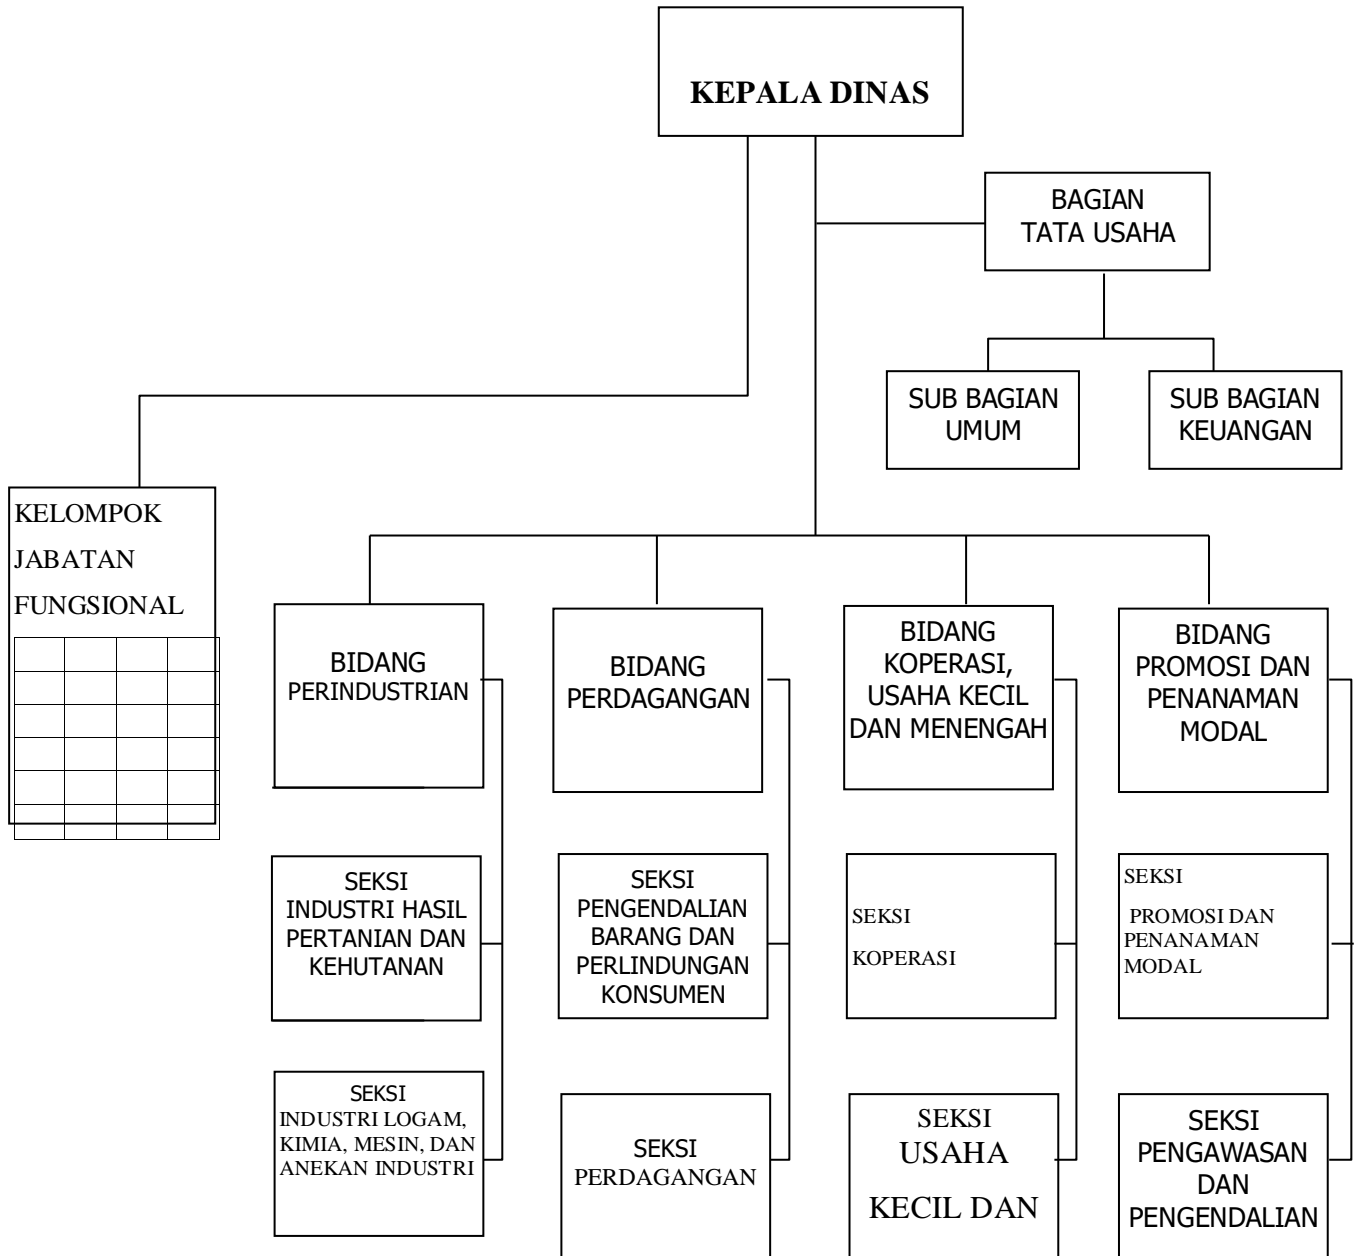 KEPALA DINAS
BAGIAN
TATA USAHA
SUB BAGIAN
UMUM
SUB BAGIAN
KEUANGAN
KELOMPOK
JABATAN
FUNGSIONAL
BIDANG
PERINDUSTRIAN
BIDANG
PERDAGANGAN
BIDANG
KOPERASI,
USAHA KECIL
DAN MENENGAH
BIDANG
PROMOSI DAN
PENANAMAN
MODAL
SEKSI
INDUSTRI HASIL
PERTANIAN DAN
KEHUTANAN
SEKSI
PENGENDALIAN
BARANG DAN
PERLINDUNGAN
KONSUMEN
SEKSI
KOPERASI
SEKSI
PROMOSI DAN
PENANAMAN
MODAL
SEKSI
INDUSTRI LOGAM,
KIMIA, MESIN, DAN
ANEKAN INDUSTRI
SEKSI
PERDAGANGAN
SEKSI
USAHA
KECIL DAN
SEKSI
PENGAWASAN
DAN
PENGENDALIAN